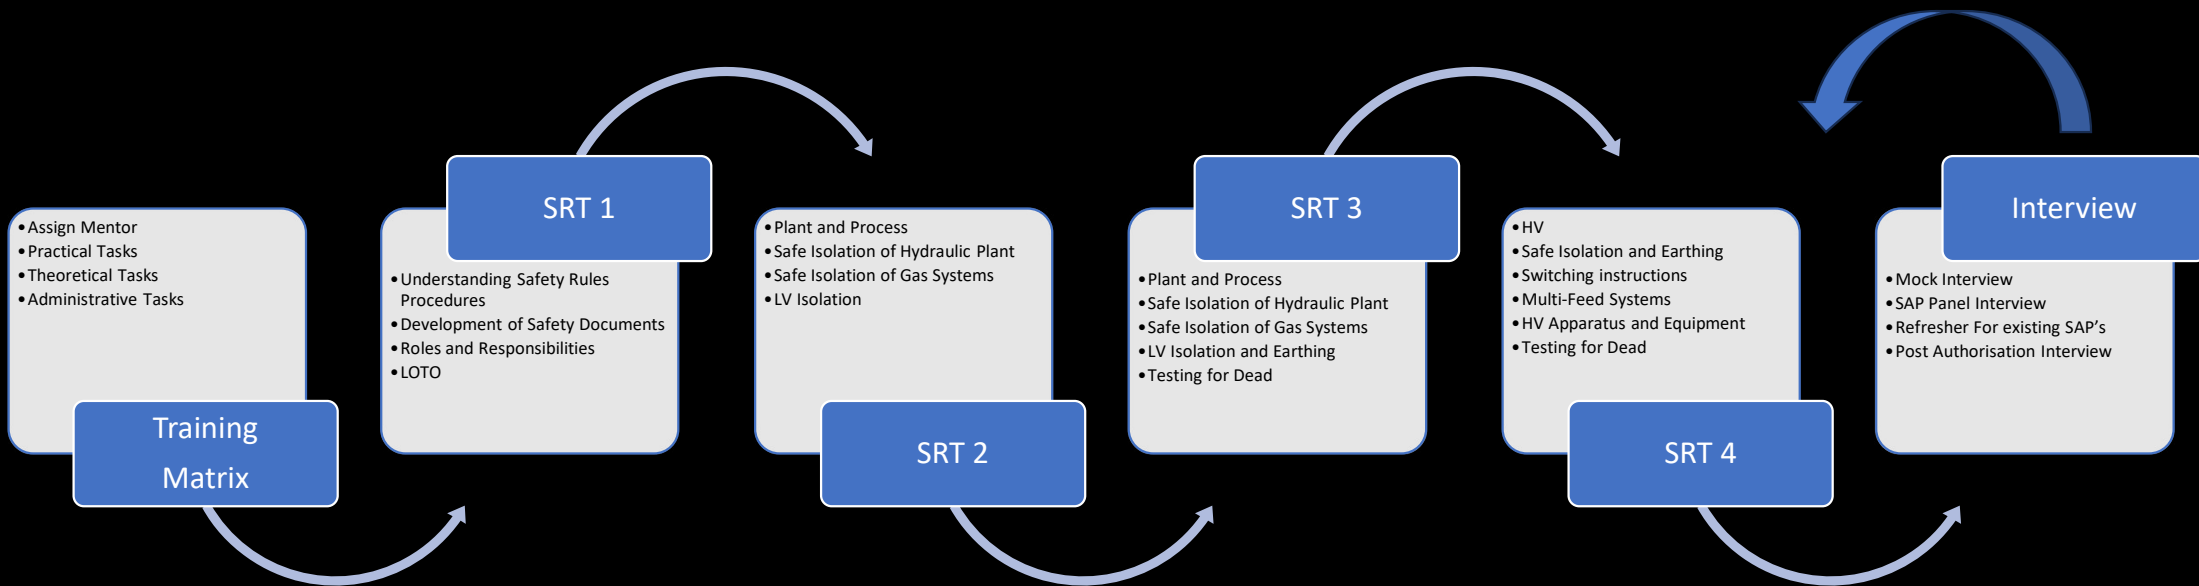 • Assign Mentor
• Practical Tasks
• Theoretical Tasks
• Administrative Tasks
Training
Matrix
SRT 1
• Understanding Safety Rules
Procedures
• Development of Safety Documents
• Roles and Responsibilities
• LOTO
• Plant and Process
• Safe Isolation of Hydraulic Plant
• Safe Isolation of Gas Systems
• LV Isolation
SRT 2
SRT 3
• Plant and Process
• Safe Isolation of Hydraulic Plant
• Safe Isolation of Gas Systems
• LV Isolation and Earthing
• Testing for Dead
• HV
• Safe Isolation and Earthing
• Switching instructions
• Multi-Feed Systems
• HV Apparatus and Equipment
• Testing for Dead
SRT 4
Interview
• Mock Interview
• SAP Panel Interview
• Refresher For existing SAP’s
• Post Authorisation Interview